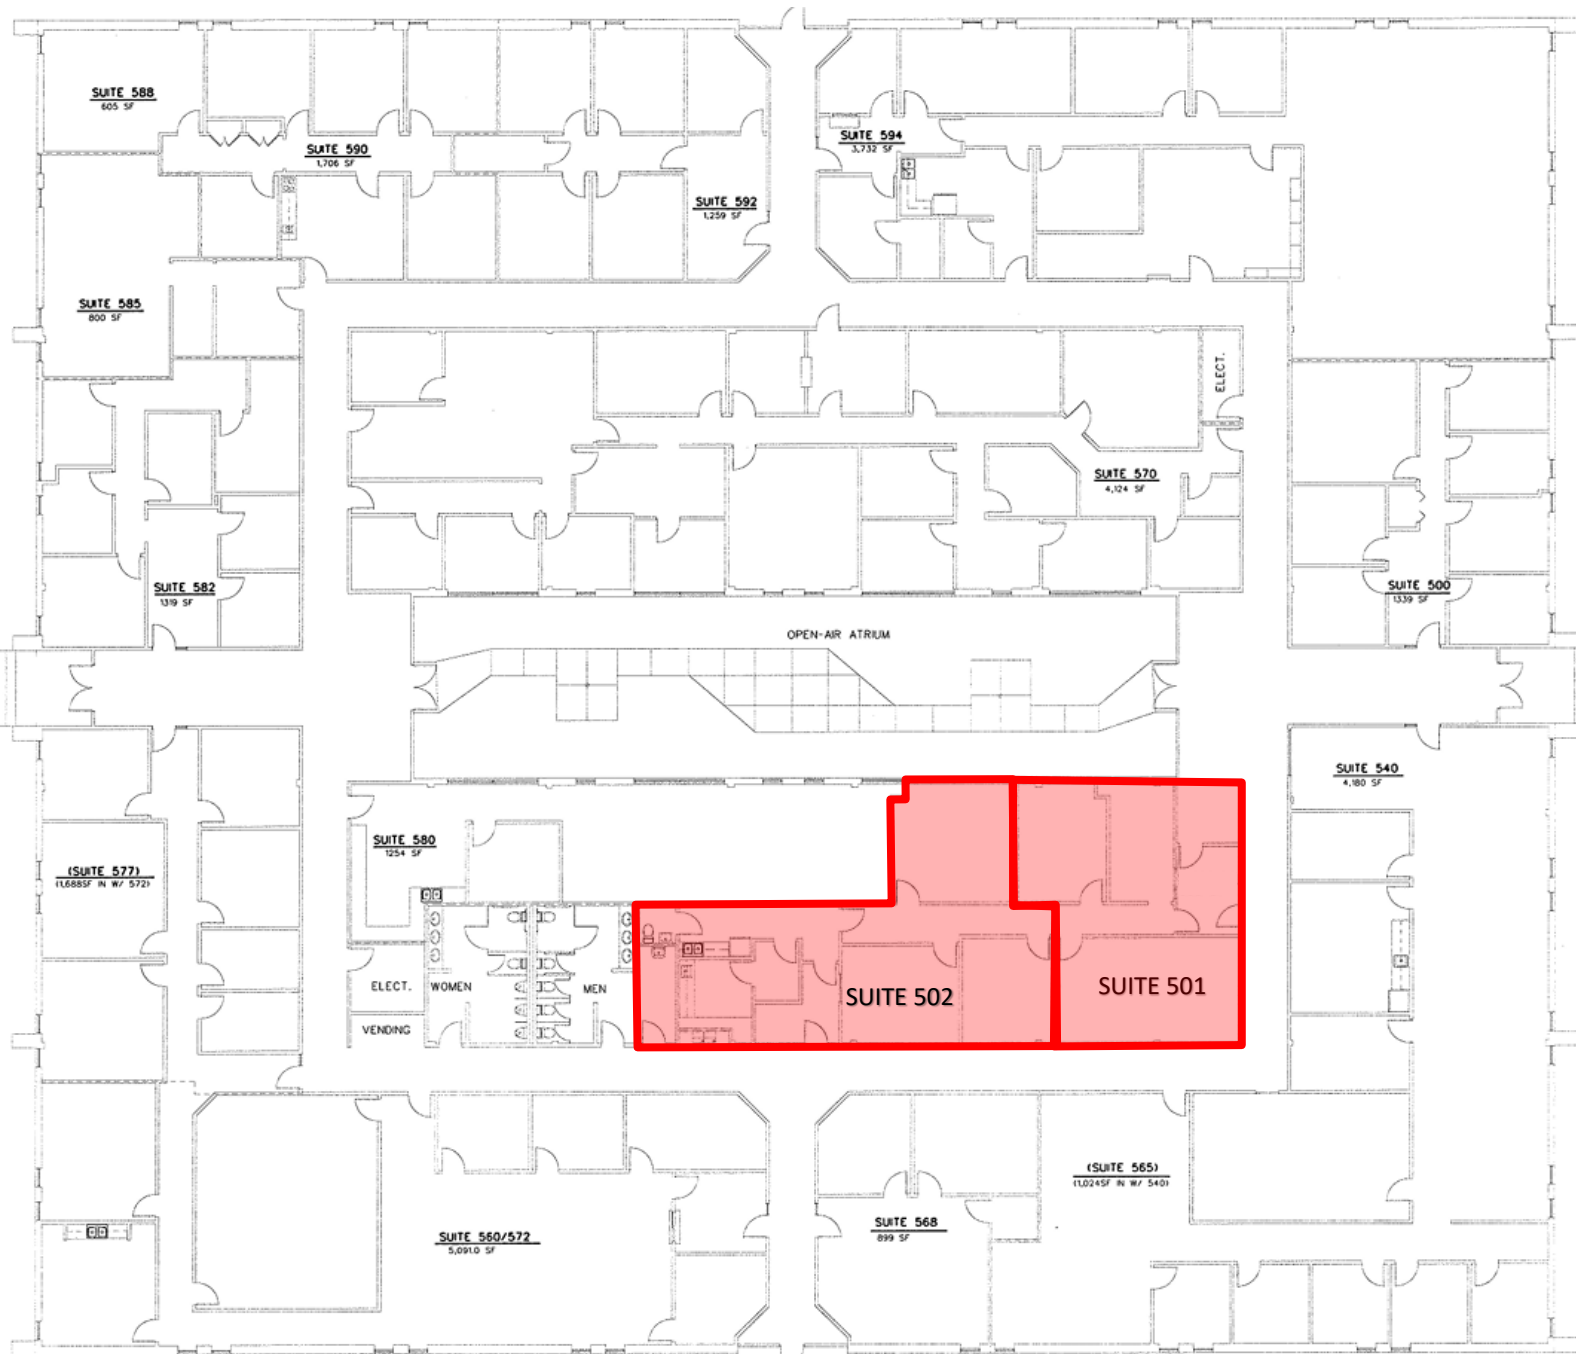 SUITE 588
605 SF
SUITE 590
1,706 SF
SUITE 592
1,259 SF
SUITE 594
3,732 SF
SUITE 585
800 SF
ELECT.
SUITE 570
4,124 SF
SUITE 582
1319 SF
SUITE 500
1339 SF
OPEN-AIR ATRIUM
SUITE 540
4,180 SF
SUITE 580
1254 SF
(SUITE 577)
(1,688SF IN W/ 572)
ELECT.
WOMEN
MEN
VENDING
SUITE 502
SUITE 501
(SUITE 565)
(1,024SF IN W/ 540)
SUITE 568
899 SF
SUITE 560/572
5,091.0 SF